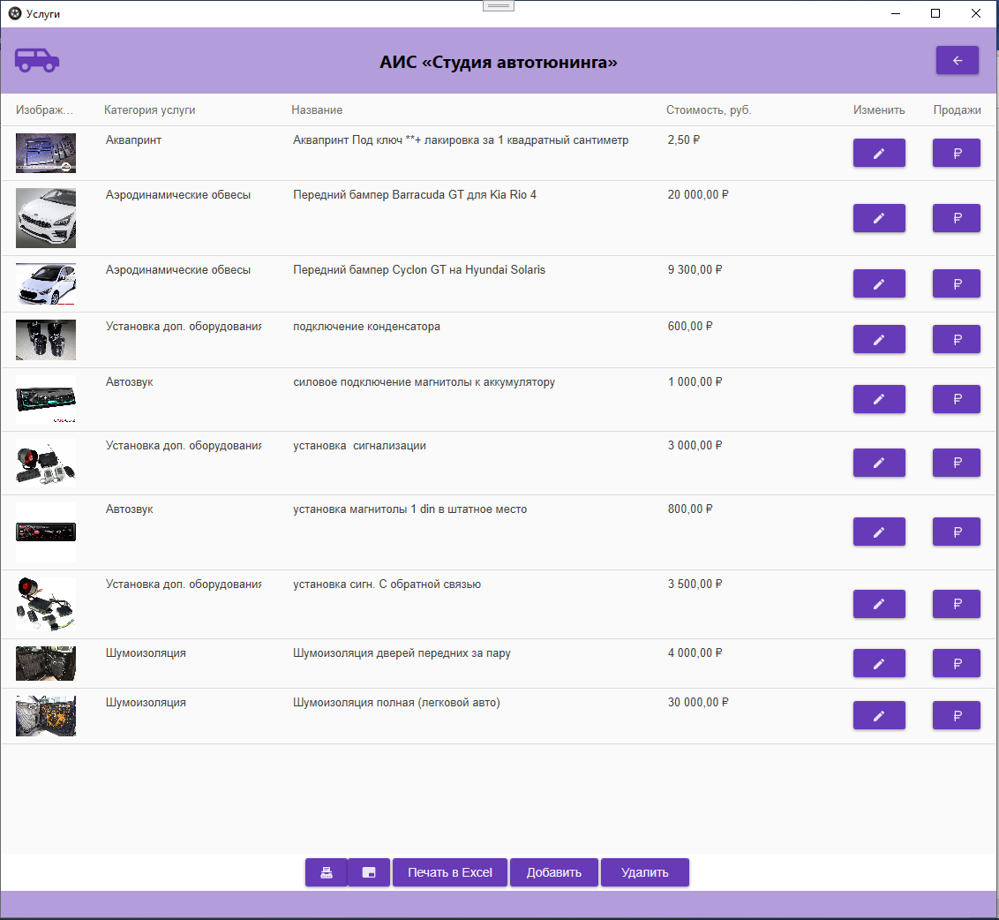 Услуги
АИС «Студия автотюнинга»
Изображ... Категория услуги Название Стоимость, руб. Изменить Продажи
Аквапринт Аквапринт Под ключ **+ лакировка за 1 квадратный сантиметр 2,50 ₽ ₽
Аэродинамические обвесы Передний бампер Barracuda GT для Kia Rio 4 20 000,00 ₽ ₽
Аэродинамические обвесы Передний бампер Cyclon GT на Hyundai Solaris 9 300,00 ₽ ₽
Установка доп. оборудования подключение конденсатора 600,00 ₽ ₽
Автозвук силовое подключение магнитолы к аккумулятору 1 000,00 ₽ ₽
Установка доп. оборудования установка  сигнализации 3 000,00 ₽ ₽
Автозвук установка магнитолы 1 din в штатное место 800,00 ₽ ₽
Установка доп. оборудования установка сигн. С обратной связью 3 500,00 ₽ ₽
Шумоизоляция Шумоизоляция дверей передних за пару 4 000,00 ₽ ₽
Шумоизоляция Шумоизоляция полная (легковой авто) 30 000,00 ₽ ₽
Печать в Excel Добавить Удалить